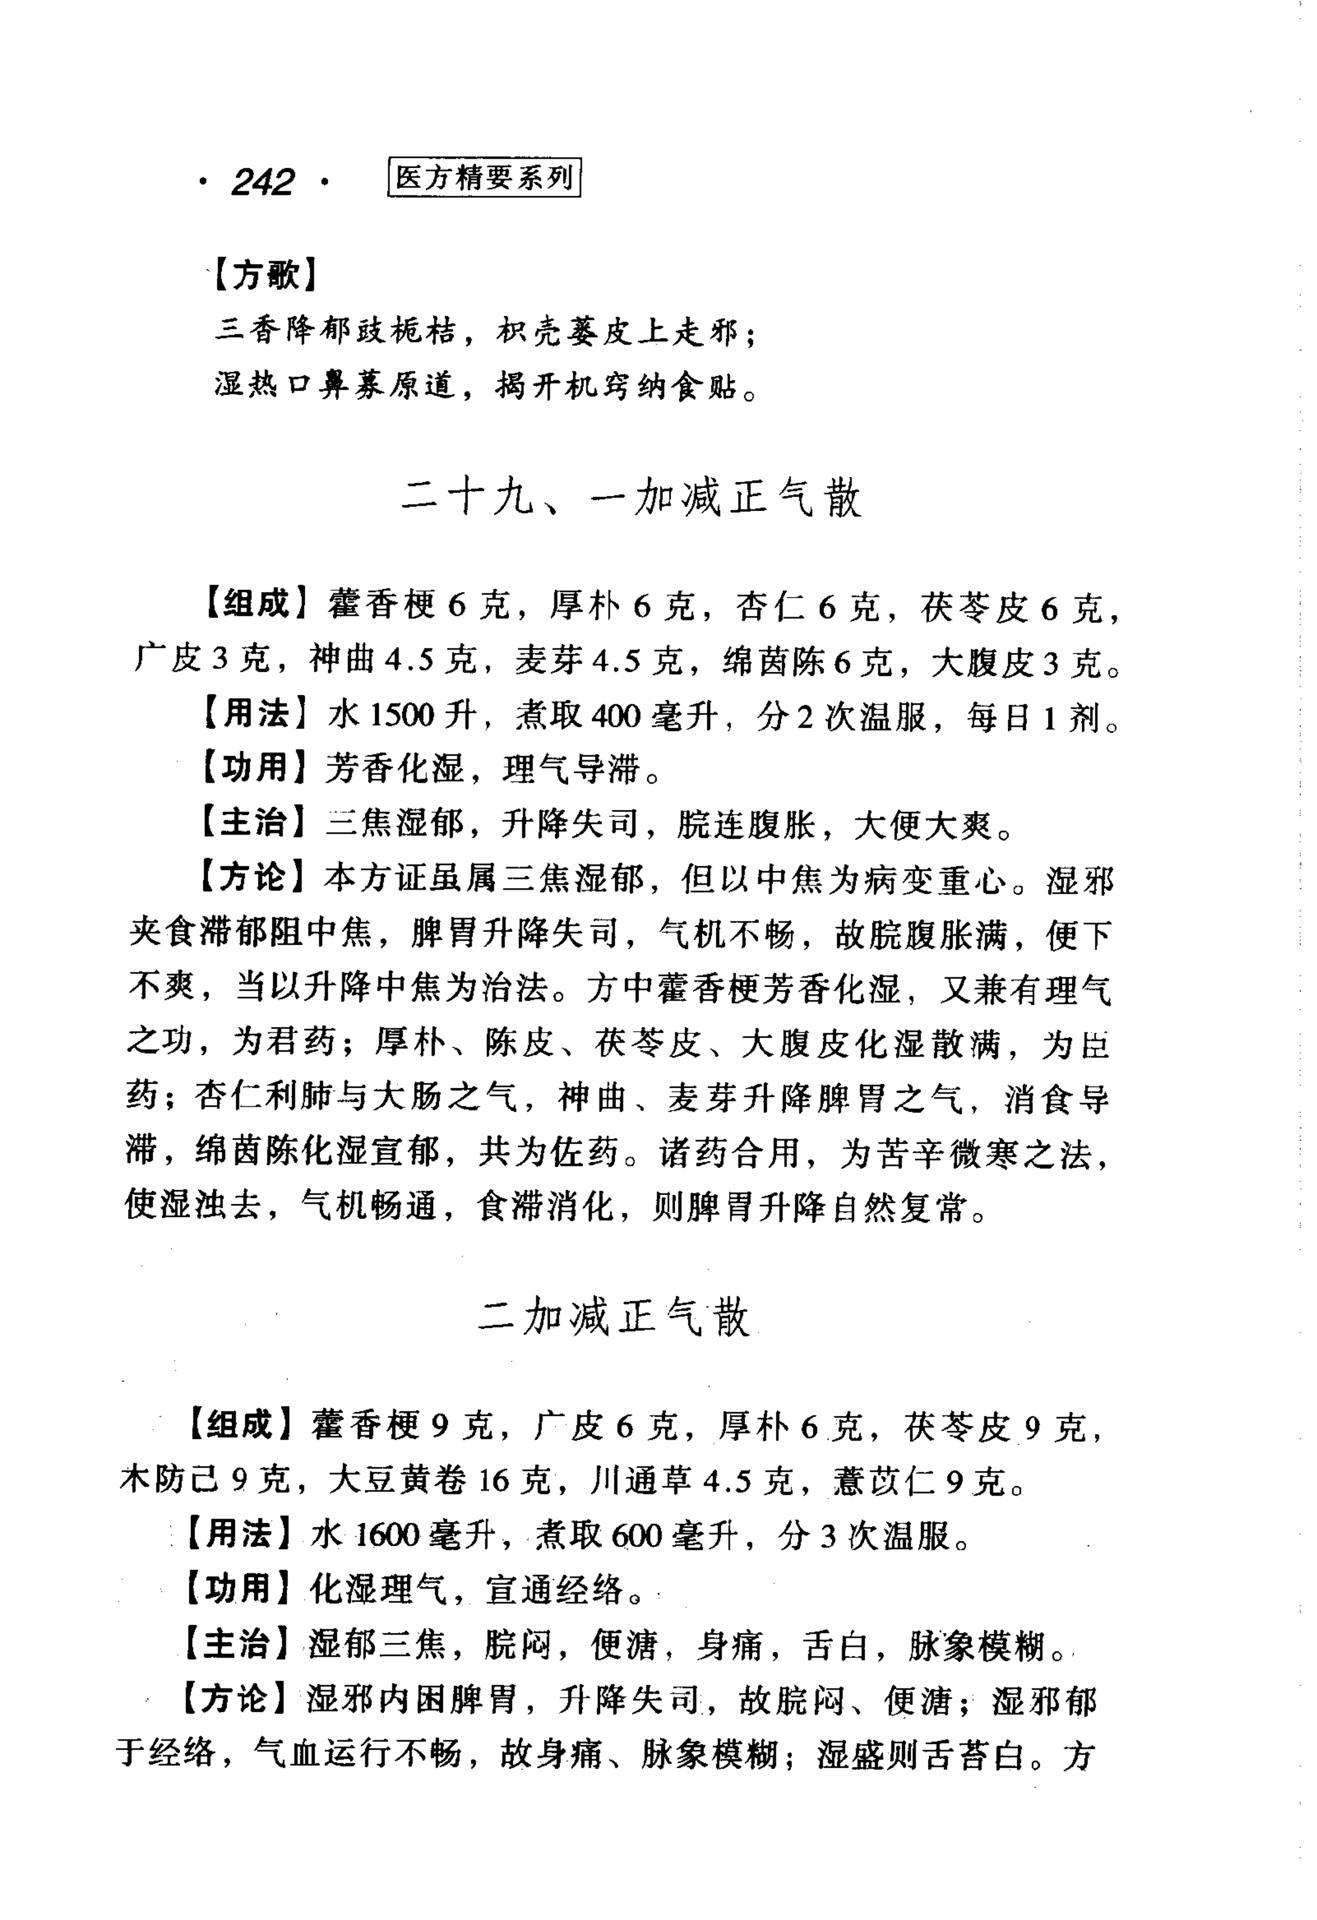 · 242 · 医方精要系列
【方歌】
三香降郁豉栀桔，枳壳蒌皮上走邪；
湿热口鼻募原道，揭开机窍纳食贴。
二十九、一加减正气散
【组成】藿香梗 6 克，厚朴 6 克，杏仁 6 克，茯苓皮 6 克，
广皮 3 克，神曲 4.5 克，麦芽 4.5 克，绵茵陈 6 克，大腹皮 3 克。
【用法】水 1500 升，煮取 400 毫升，分 2 次温服，每日 1 剂。
【功用】芳香化湿，理气导滞。
【主治】三焦湿郁，升降失司，脘连腹胀，大便大爽。
【方论】本方证虽属三焦湿郁，但以中焦为病变重心。湿邪
夹食滞郁阻中焦，脾胃升降失司，气机不畅，故脘腹胀满，便下
不爽，当以升降中焦为治法。方中藿香梗芳香化湿，又兼有理气
之功，为君药；厚朴、陈皮、茯苓皮、大腹皮化湿散满，为臣
药；杏仁利肺与大肠之气，神曲、麦芽升降脾胃之气，消食导
滞，绵茵陈化湿宣郁，共为佐药。诸药合用，为苦辛微寒之法，
使湿浊去，气机畅通，食滞消化，则脾胃升降自然复常。
二加减正气散
【组成】藿香梗 9 克，广皮 6 克，厚朴 6 克，茯苓皮 9 克，
木防己 9 克，大豆黄卷 16 克，川通草 4.5 克，薏苡仁 9 克。
【用法】水 1600 毫升，煮取 600 毫升，分 3 次温服。
【功用】化湿理气，宣通经络。
【主治】湿郁三焦，脘闷，便溏，身痛，舌白，脉象模糊。
【方论】湿邪内困脾胃，升降失司，故脘闷、便溏；湿邪郁
于经络，气血运行不畅，故身痛、脉象模糊；湿盛则舌苔白。方